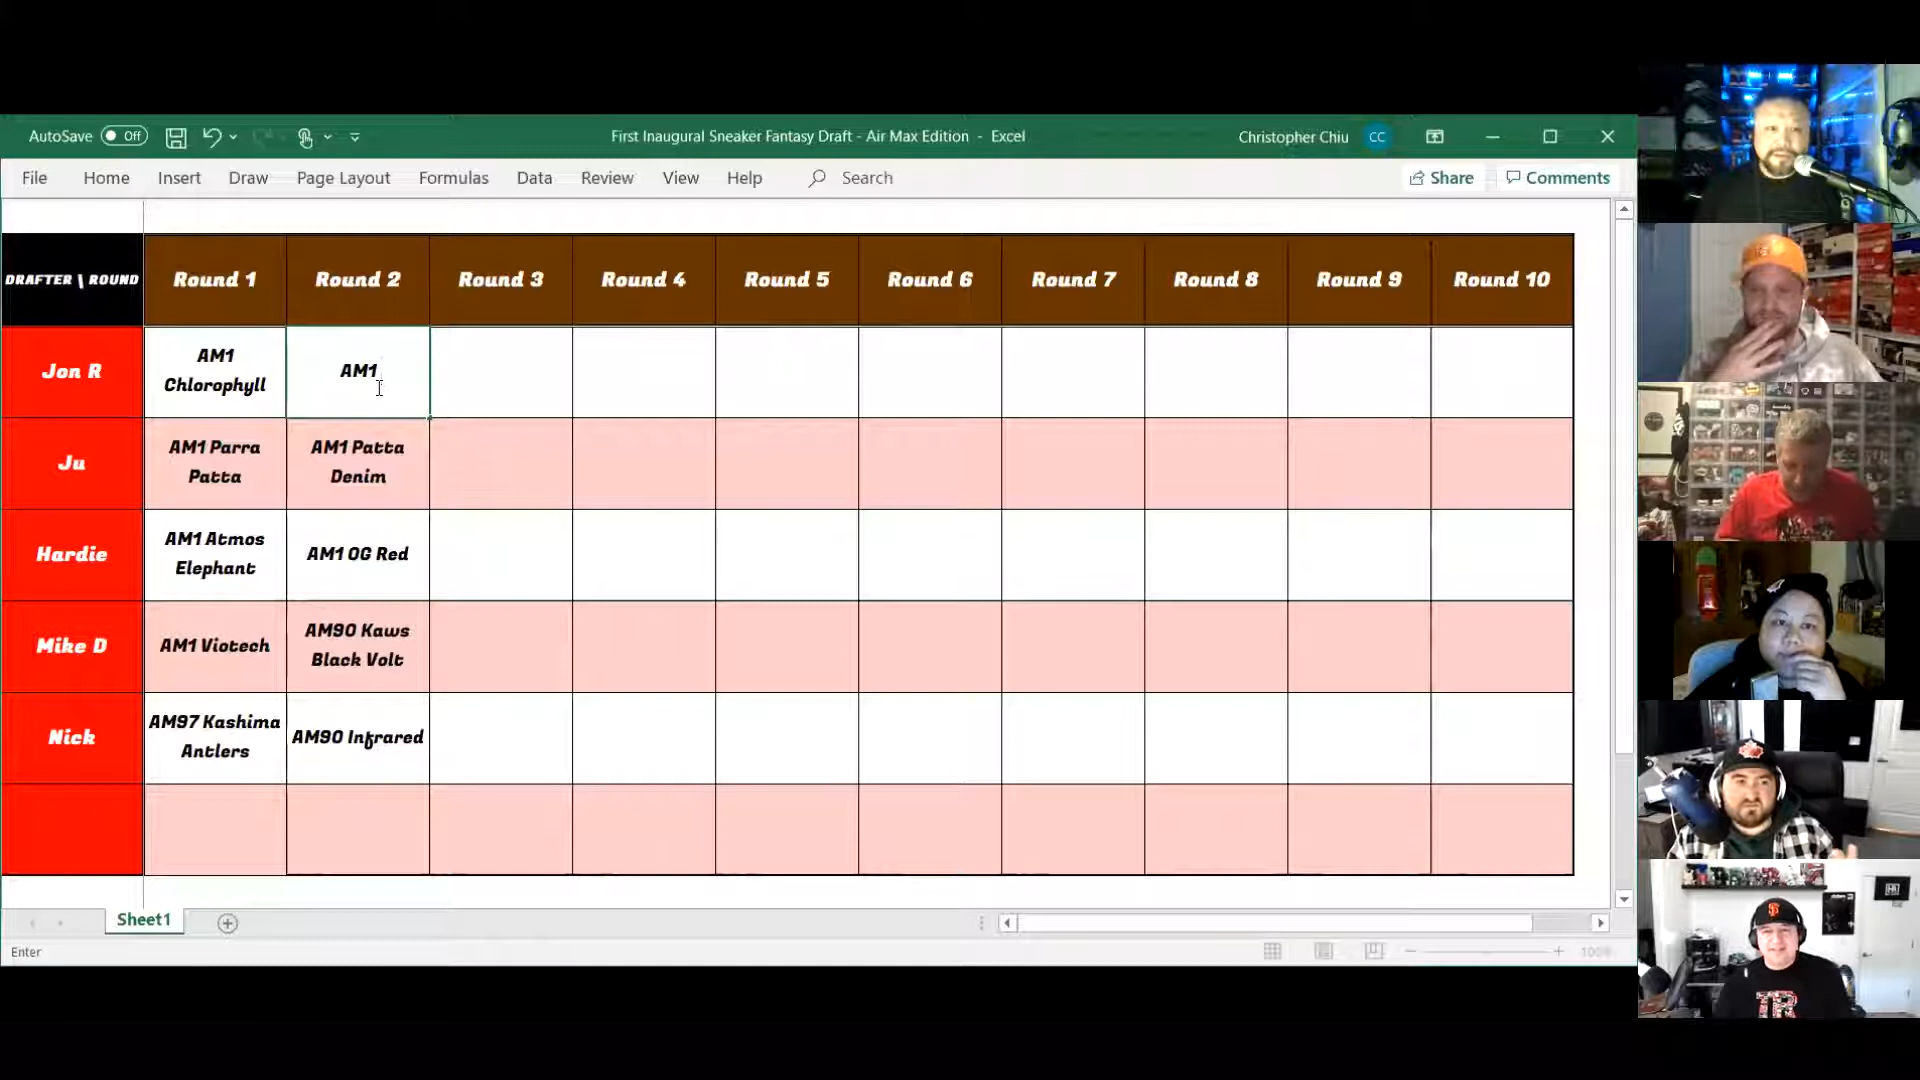 AutoSave Off
First Inaugural Sneaker Fantasy Draft - Air Max Edition - Excel
Christopher Chiu CC
File Home Insert Draw Page Layout Formulas Data Review View Help Search Share Comments
DRAFTER \ ROUND Round 1 Round 2 Round 3 Round 4 Round 5 Round 6 Round 7 Round 8 Round 9 Round 10
Jon R
AM1
Chlorophyll
AM1
Ju
AM1 Parra
Patta
AM1 Patta
Denim
Hardie
AM1 Atmos
Elephant
AM1 OG Red
Mike D
AM1 Viotech
AM90 Kaws
Black Volt
Nick
AM97 Kashima
Antlers
AM90 Infrared
Sheet1
Enter
100%
TR